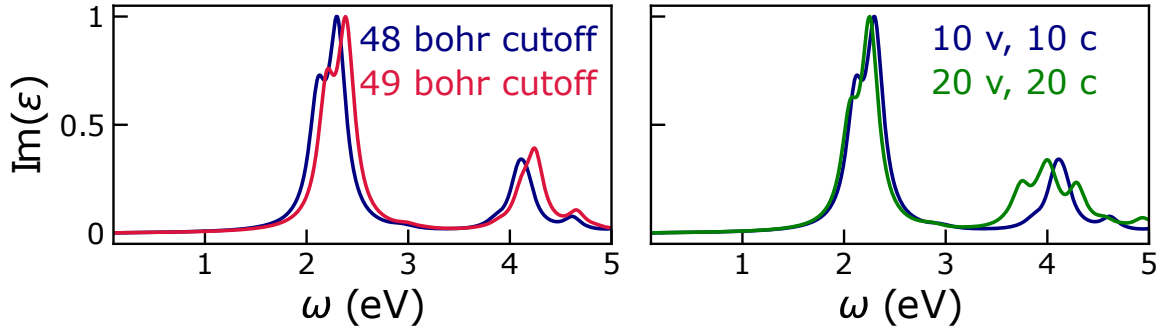 48 bohr cutoff
49 bohr cutoff
Im(ε)
1
0.5
0
1 2 3 4 5
ω (eV)
10 v, 10 c
20 v, 20 c
1 2 3 4 5
ω (eV)